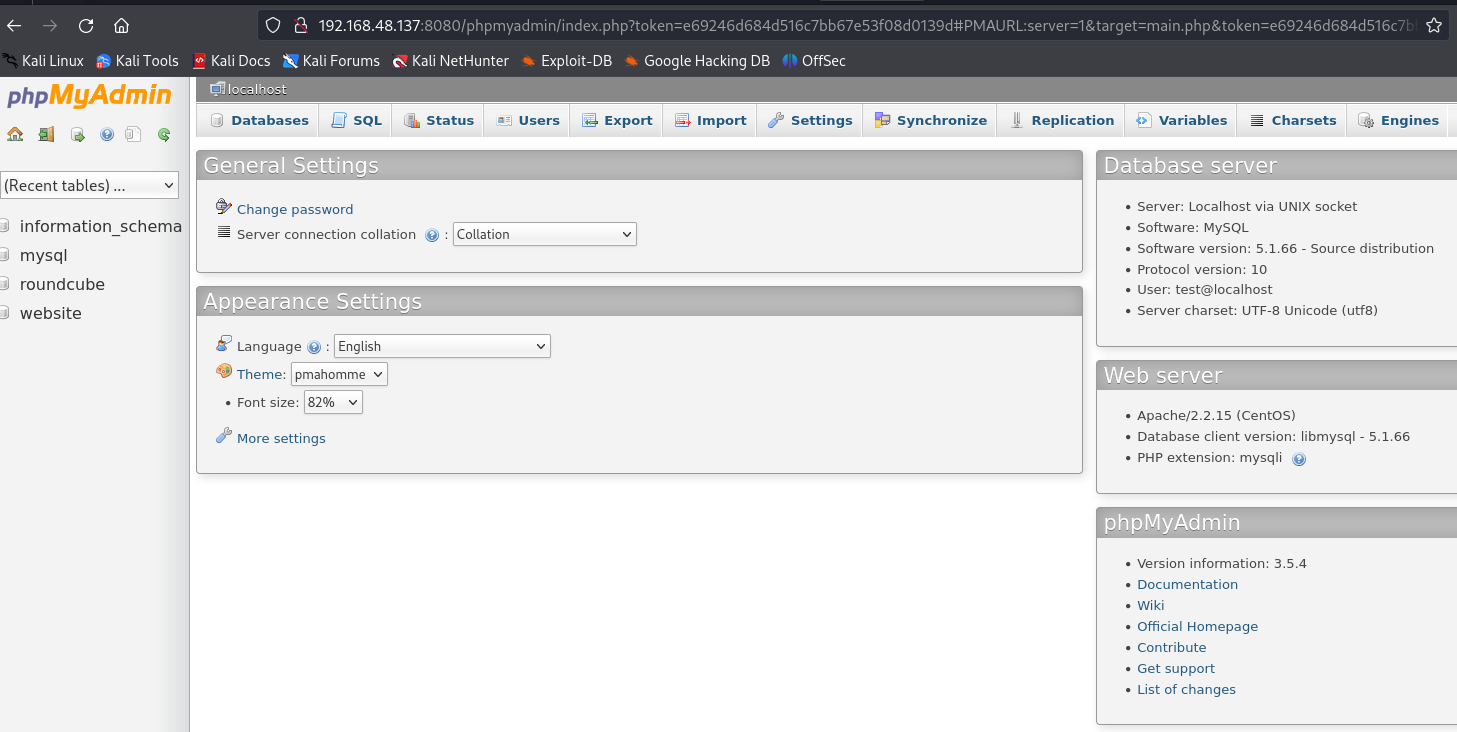 192.168.48.137:8080/phpmyadmin/index.php?token=e69246d684d516c7bb67e53f08d0139d#PMAURL:server=1&target=main.php&token=e69246d684d516c7b
Kali Linux Kali Tools Kali Docs Kali Forums Kali NetHunter Exploit-DB Google Hacking DB OffSec
phpMyAdmin
(Recent tables) ...
information_schema
mysql
roundcube
website
localhost
Databases SQL Status Users Export Import Settings Synchronize Replication Variables Charsets Engines
General Settings
Change password
Server connection collation : Collation
Appearance Settings
Language : English
Theme: pmahomme
• Font size: 82%
More settings
Database server
• Server: Localhost via UNIX socket
• Software: MySQL
• Software version: 5.1.66 - Source distribution
• Protocol version: 10
• User: test@localhost
• Server charset: UTF-8 Unicode (utf8)
Web server
• Apache/2.2.15 (CentOS)
• Database client version: libmysql - 5.1.66
• PHP extension: mysqli
phpMyAdmin
• Version information: 3.5.4
• Documentation
• Wiki
• Official Homepage
• Contribute
• Get support
• List of changes